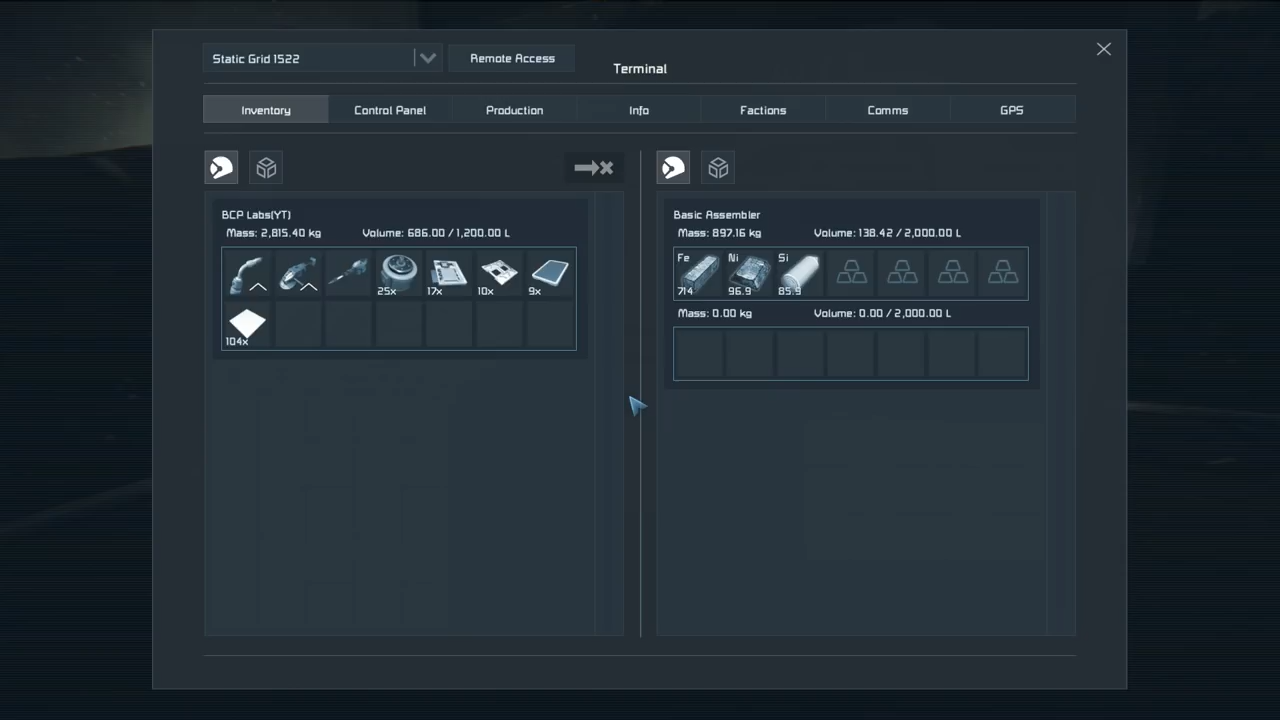 Static Grid 1522
Remote Access
Terminal
Inventory
Control Panel
Production
Info
Factions
Comms
GPS
BCP Labs(YT)
Mass: 2,815.40 kg
Volume: 686.00 / 1,200.00 L
25x
17x
10x
9x
104x
Basic Assembler
Mass: 897.16 kg
Volume: 138.42 / 2,000.00 L
Fe
Ni
Si
714
96.9
85.9
Mass: 0.00 kg
Volume: 0.00 / 2,000.00 L